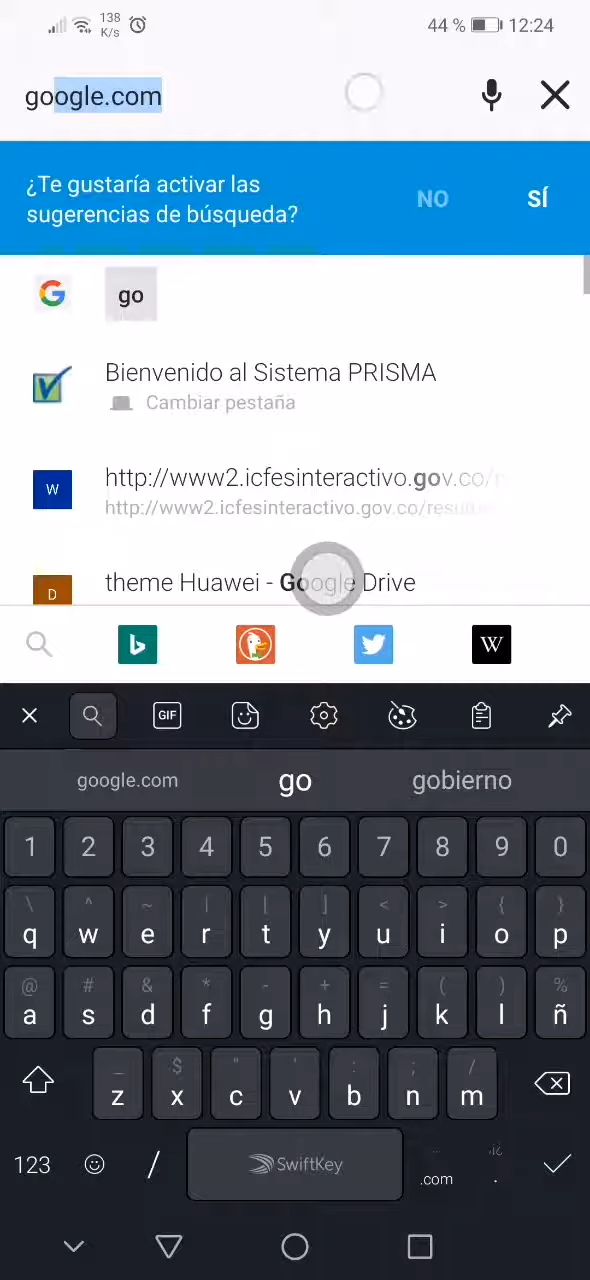 138
K/s
44 %
12:24
google.com
¿Te gustaría activar las
sugerencias de búsqueda?
NO
SÍ
go
Bienvenido al Sistema PRISMA
Cambiar pestaña
W
http://www2.icfesinteractivo.gov.co/r
http://www2.icfesinteractivo.gov.co/resul
D
theme Huawei - Google Drive
W
GIF
google.com
go
gobierno
1 2 3 4 5 6 7 8 9 0
\ ^ ~ | [ ] < > { }
q w e r t y u i o p
@ # & * - + = ( ) %
a s d f g h j k l ñ
_ $ " ' : ; /
z x c v b n m
123
/
SwiftKey
.com
.